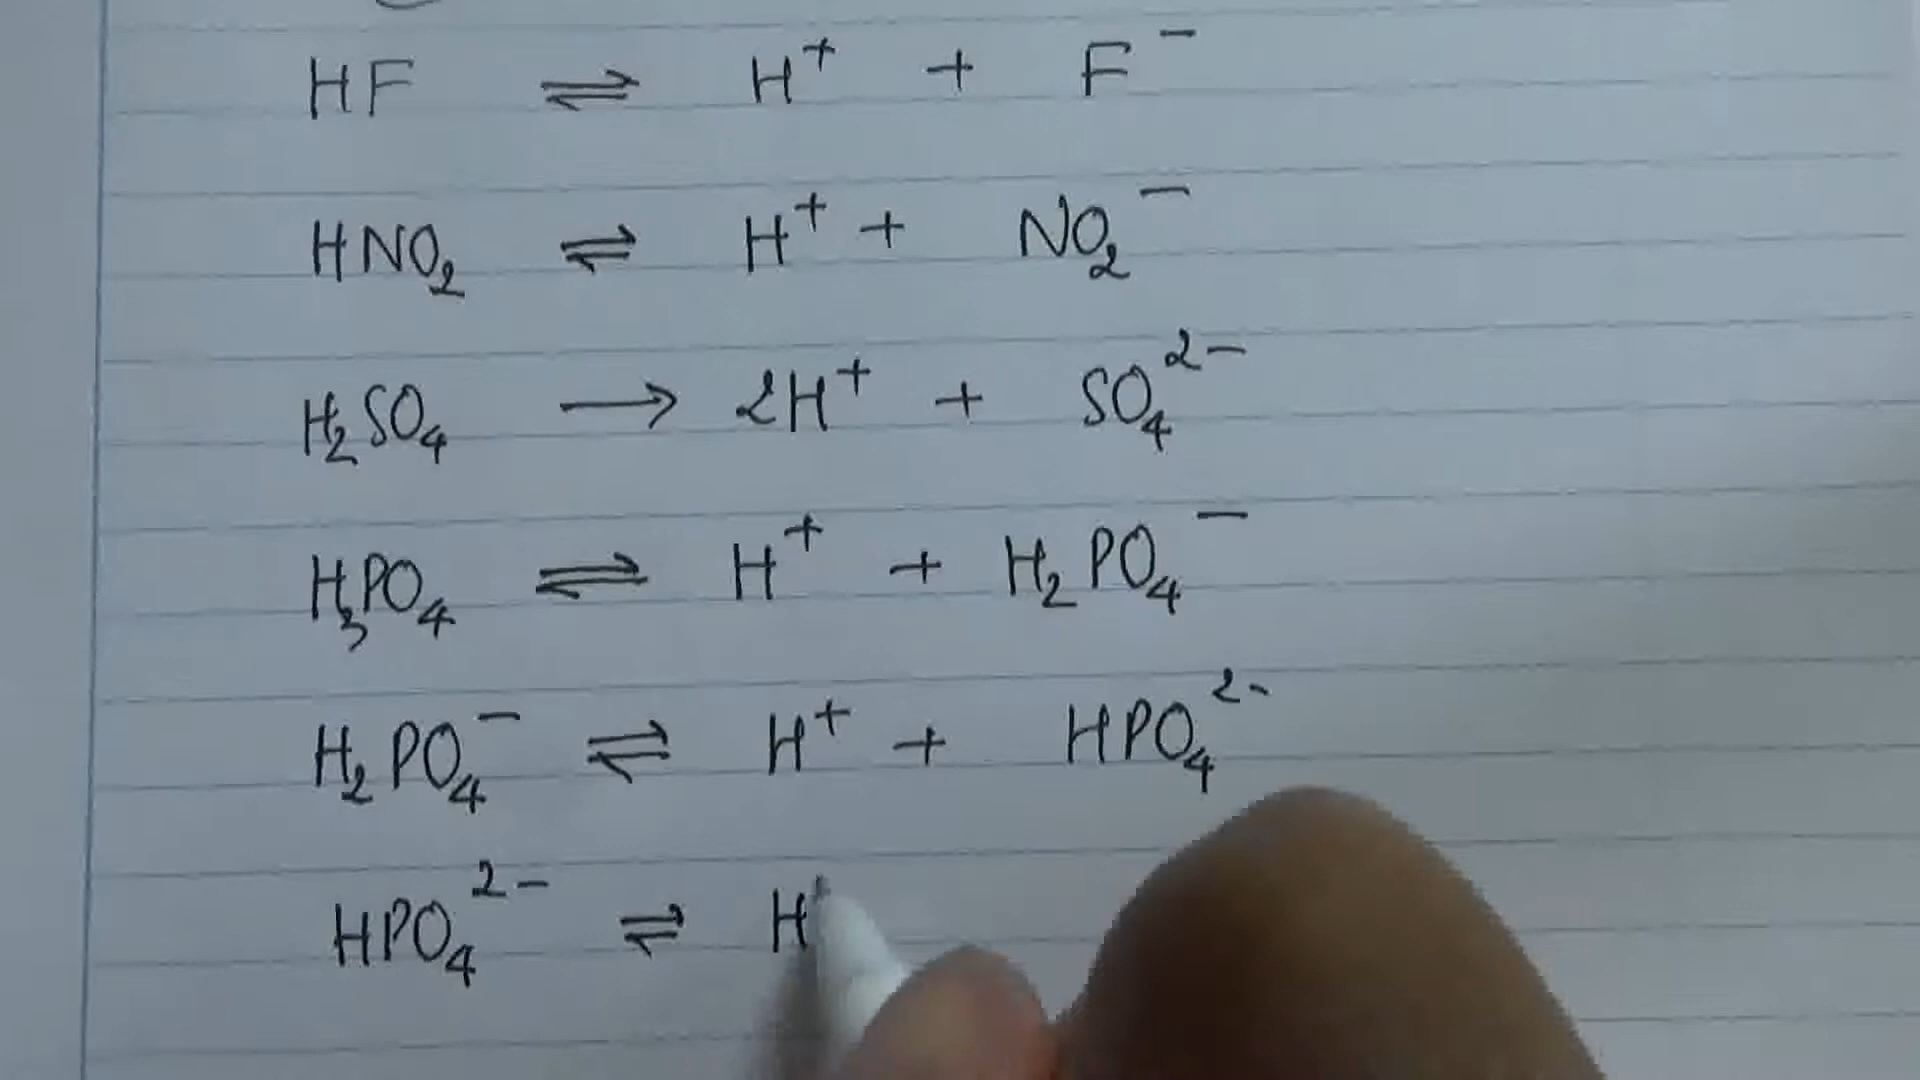 HF ⇌ H⁺ + F⁻
HNO₂ ⇌ H⁺ + NO₂⁻
H₂SO₄ → 2H⁺ + SO₄²⁻
H₃PO₄ ⇌ H⁺ + H₂PO₄⁻
H₂PO₄⁻ ⇌ H⁺ + HPO₄²⁻
HPO₄²⁻ ⇌ H